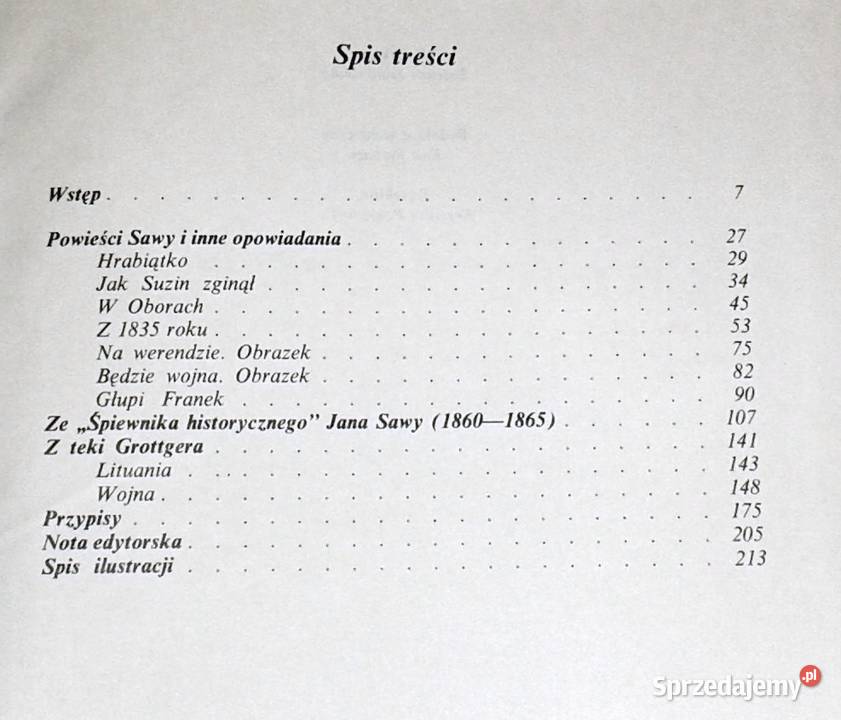 Spis treści
Wstęp . . . . . . . . . . . . . . . . . . 7
Powieści Sawy i inne opowiadania . . . . . . . . . . . 27
Hrabiątko . . . . . . . . . . . . . . . 29
Jak Suzin zginął . . . . . . . . . . . . . 34
W Oborach . . . . . . . . . . . . . . . 45
Z 1835 roku . . . . . . . . . . . . . . . 53
Na werendzie. Obrazek . . . . . . . . . . . . 75
Będzie wojna. Obrazek . . . . . . . . . . . . 82
Głupi Franek . . . . . . . . . . . . . . 90
Ze „Śpiewnika historycznego” Jana Sawy (1860—1865) . . . . . 107
Z teki Grottgera . . . . . . . . . . . . . . . 141
Lituania . . . . . . . . . . . . . . . . 143
Wojna . . . . . . . . . . . . . . . . . 148
Przypisy . . . . . . . . . . . . . . . . . . 175
Nota edytorska . . . . . . . . . . . . . . . . 205
Spis ilustracji . . . . . . . . . . . . . . . . 213
Sprzedajemy.pl